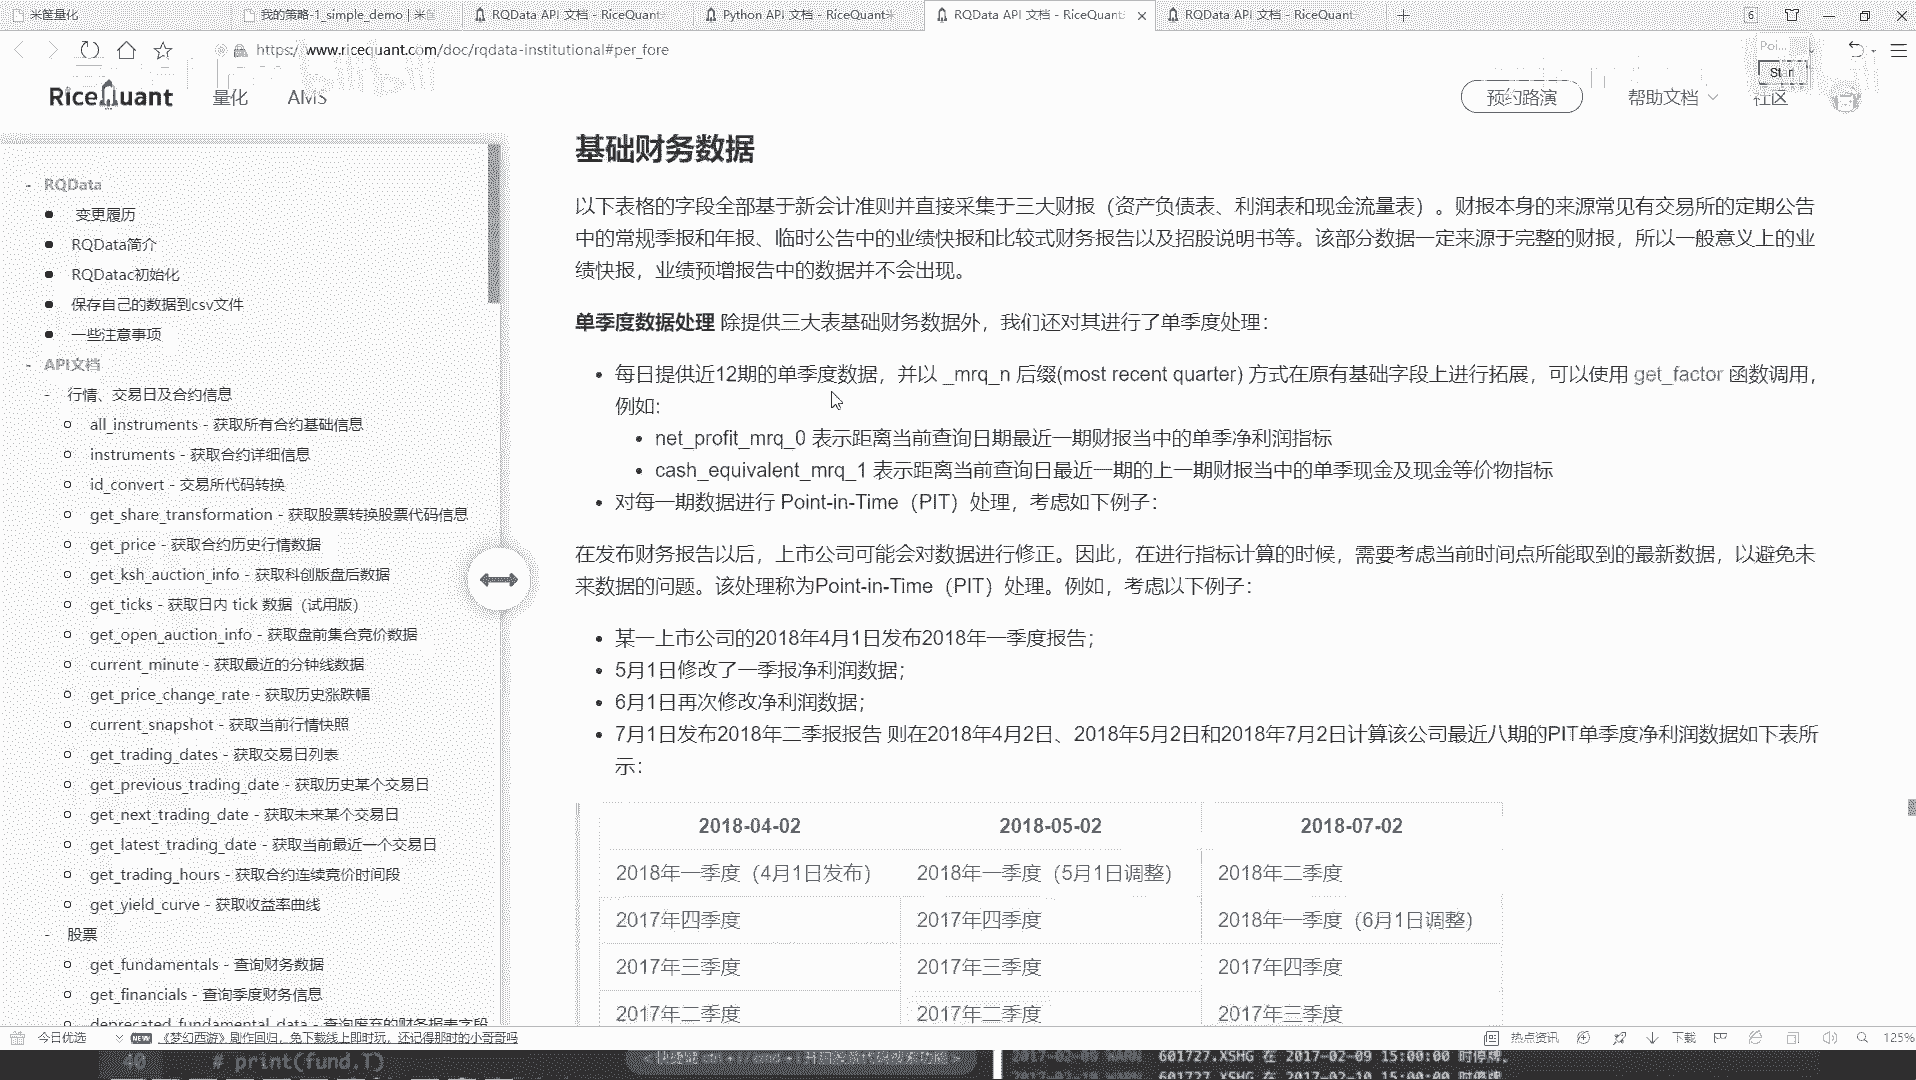 米筐量化
我的策略-1_simple_demo | 米筐
RQData API 文档 - RiceQuant
Python API 文档 - RiceQuant
RQData API 文档 - RiceQuant
RQData API 文档 - RiceQuant
6
https://www.ricequant.com/doc/rqdata-institutional#per_fore
Poi...
Start
RiceQuant
量化
AMS
预约路演
帮助文档
社区
RQData
变更履历
RQData简介
RQDatac初始化
保存自己的数据到csv文件
一些注意事项
API文档
行情、交易日及合约信息
all_instruments - 获取所有合约基础信息
instruments - 获取合约详细信息
id_convert - 交易所代码转换
get_share_transformation - 获取股票转换股票代码信息
get_price - 获取合约历史行情数据
get_ksh_auction_info - 获取科创版盘后数据
get_ticks - 获取日内 tick 数据（试用版）
get_open_auction_info - 获取盘前集合竞价数据
current_minute - 获取最近的分钟线数据
get_price_change_rate - 获取历史涨跌幅
current_snapshot - 获取当前行情快照
get_trading_dates - 获取交易日列表
get_previous_trading_date - 获取历史某个交易日
get_next_trading_date - 获取未来某个交易日
get_latest_trading_date - 获取当前最近一个交易日
get_trading_hours - 获取合约连续竞价时间段
get_yield_curve - 获取收益率曲线
股票
get_fundamentals - 查询财务数据
get_financials - 查询季度财务信息
deprecated_fundamental_data - 查询废弃的财务报表字段
基础财务数据
以下表格的字段全部基于新会计准则并直接采集于三大财报（资产负债表、利润表和现金流量表）。财报本身的来源常见有交易所的定期公告
中的常规季报和年报、临时公告中的业绩快报和比较式财务报告以及招股说明书等。该部分数据一定来源于完整的财报，所以一般意义上的业
绩快报，业绩预增报告中的数据并不会出现。
单季度数据处理 除提供三大表基础财务数据外，我们还对其进行了单季度处理：
每日提供近12期的单季度数据，并以 _mrq_n 后缀(most recent quarter) 方式在原有基础字段上进行拓展，可以使用 get_factor 函数调用，
例如:
net_profit_mrq_0 表示距离当前查询日期最近一期财报当中的单季净利润指标
cash_equivalent_mrq_1 表示距离当前查询日最近一期的上一期财报当中的单季现金及现金等价物指标
对每一期数据进行 Point-in-Time（PIT）处理，考虑如下例子：
在发布财务报告以后，上市公司可能会对数据进行修正。因此，在进行指标计算的时候，需要考虑当前时间点所能取到的最新数据，以避免未
来数据的问题。该处理称为Point-in-Time（PIT）处理。例如，考虑以下例子：
某一上市公司的2018年4月1日发布2018年一季度报告；
5月1日修改了一季报净利润数据；
6月1日再次修改净利润数据；
7月1日发布2018年二季报报告 则在2018年4月2日、2018年5月2日和2018年7月2日计算该公司最近八期的PIT单季度净利润数据如下表所
示：
2018-04-02 2018-05-02 2018-07-02
2018年一季度（4月1日发布） 2018年一季度（5月1日调整） 2018年二季度
2017年四季度 2017年四季度 2018年一季度（6月1日调整）
2017年三季度 2017年三季度 2017年四季度
2017年二季度 2017年二季度 2017年三季度
今日优选
NEW 《梦幻西游》剧作回归，免下载线上即时玩，还记得那时的小哥哥吗
热点资讯
下载
125%
40 # print(fund.T)
2017-02-09 WARN 601727.XSHG 在 2017-02-09 15:00:00 时停牌。
2017-02-10 WARN 601727.XSHG 在 2017-02-10 15:00:00 时停牌。